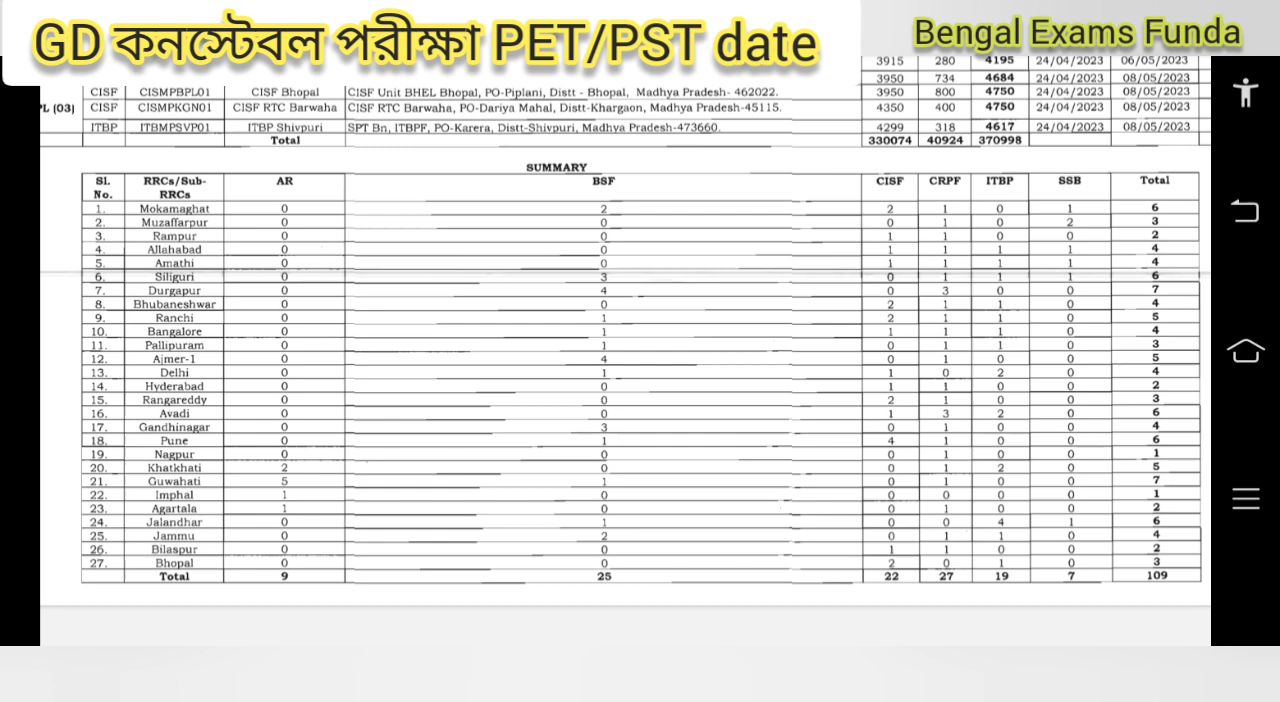 GD কনস্টেবল পরীক্ষা PET/PST date
Bengal Exams Funda
3915 280 4195 24/04/2023 06/05/2023
3950 734 4684 24/04/2023 08/05/2023
CISF CISMPBPL01 CISF Bhopal CISF Unit BHEL Bhopal, PO-Piplani, Distt - Bhopal, Madhya Pradesh- 462022. 3950 800 4750 24/04/2023 08/05/2023
PL (03) CISF CISMPKGN01 CISF RTC Barwaha CISF RTC Barwaha, PO-Dariya Mahal, Distt-Khargaon, Madhya Pradesh-45115. 4350 400 4750 24/04/2023 08/05/2023
ITBP ITBMPSVP01 ITBP Shivpuri SPT Bn, ITBPF, PO-Karera, Distt-Shivpuri, Madhya Pradesh-473660. 4299 318 4617 24/04/2023 08/05/2023
Total 330074 40924 370998
SUMMARY
Sl. No. RRCs/Sub-RRCs AR BSF CISF CRPF ITBP SSB Total
1. Mokamaghat 0 2 2 1 0 1 6
2. Muzaffarpur 0 0 0 1 0 2 3
3. Rampur 0 0 1 1 0 0 2
4. Allahabad 0 0 1 1 1 1 4
5. Amathi 0 0 1 1 1 1 4
6. Siliguri 0 3 0 1 1 1 6
7. Durgapur 0 4 0 3 0 0 7
8. Bhubaneshwar 0 0 2 1 1 0 4
9. Ranchi 0 1 2 1 1 0 5
10. Bangalore 0 1 1 1 1 0 4
11. Pallipuram 0 1 0 1 1 0 3
12. Ajmer-1 0 4 0 1 0 0 5
13. Delhi 0 1 1 0 2 0 4
14. Hyderabad 0 0 1 1 0 0 2
15. Rangareddy 0 0 2 1 0 0 3
16. Avadi 0 0 1 3 2 0 6
17. Gandhinagar 0 3 0 1 0 0 4
18. Pune 0 1 4 1 0 0 6
19. Nagpur 0 0 0 1 0 0 1
20. Khatkhati 2 0 0 1 2 0 5
21. Guwahati 5 1 0 1 0 0 7
22. Imphal 1 0 0 0 0 0 1
23. Agartala 1 0 0 1 0 0 2
24. Jalandhar 0 1 0 0 4 1 6
25. Jammu 0 2 0 1 1 0 4
26. Bilaspur 0 0 1 1 0 0 2
27. Bhopal 0 0 2 0 1 0 3
Total 9 25 22 27 19 7 109